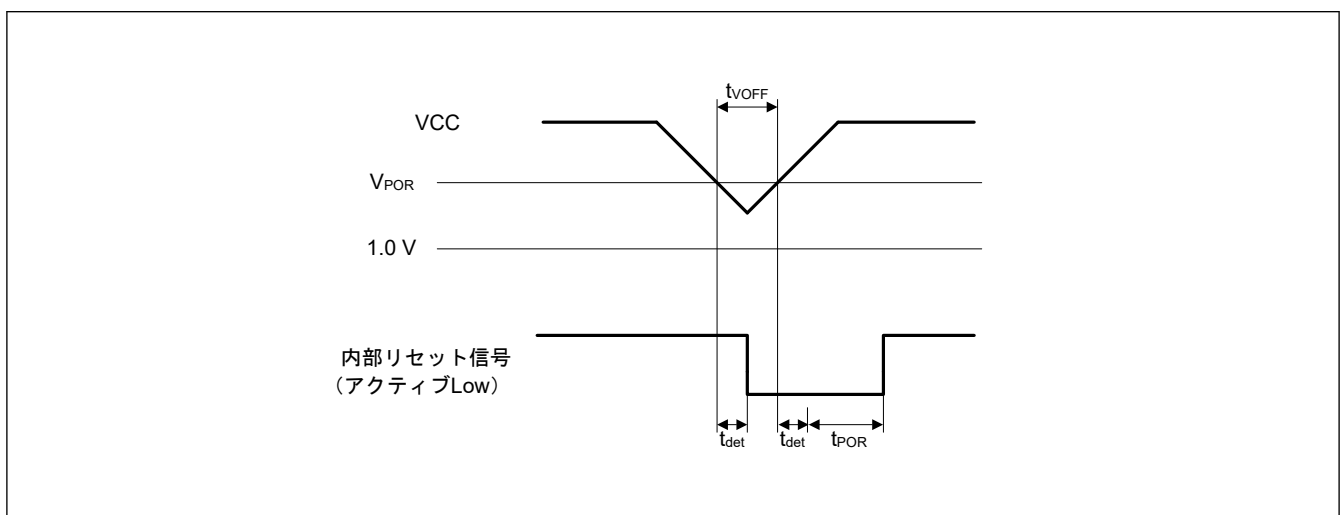 tVOFF
VCC
VPOR
1.0 V
内部リセット信号
（アクティブLow）
tdet
tdet
tPOR